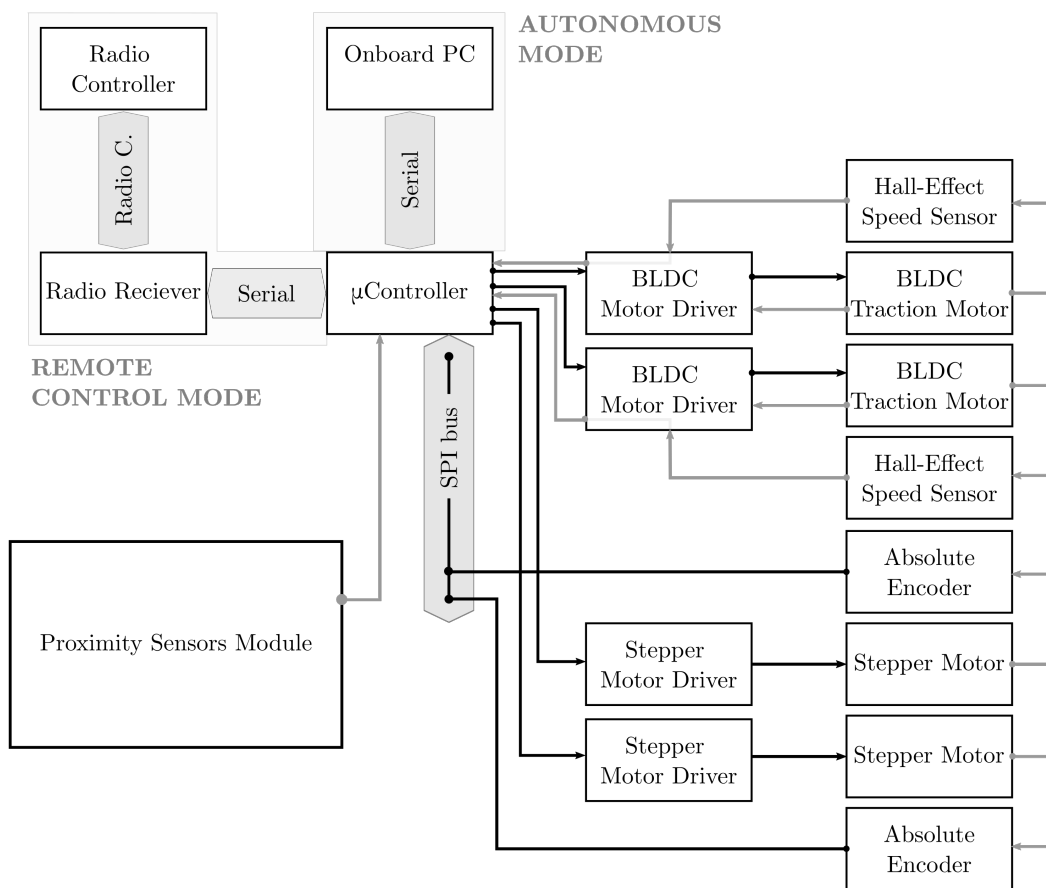 AUTONOMOUS
MODE
Radio
Controller
Onboard PC
Radio C.
Serial
Hall-Effect
Speed Sensor
Radio Reciever
Serial
µController
BLDC
Motor Driver
BLDC
Traction Motor
REMOTE
CONTROL MODE
BLDC
Motor Driver
BLDC
Traction Motor
SPI bus
Hall-Effect
Speed Sensor
Absolute
Encoder
Proximity Sensors Module
Stepper
Motor Driver
Stepper Motor
Stepper
Motor Driver
Stepper Motor
Absolute
Encoder